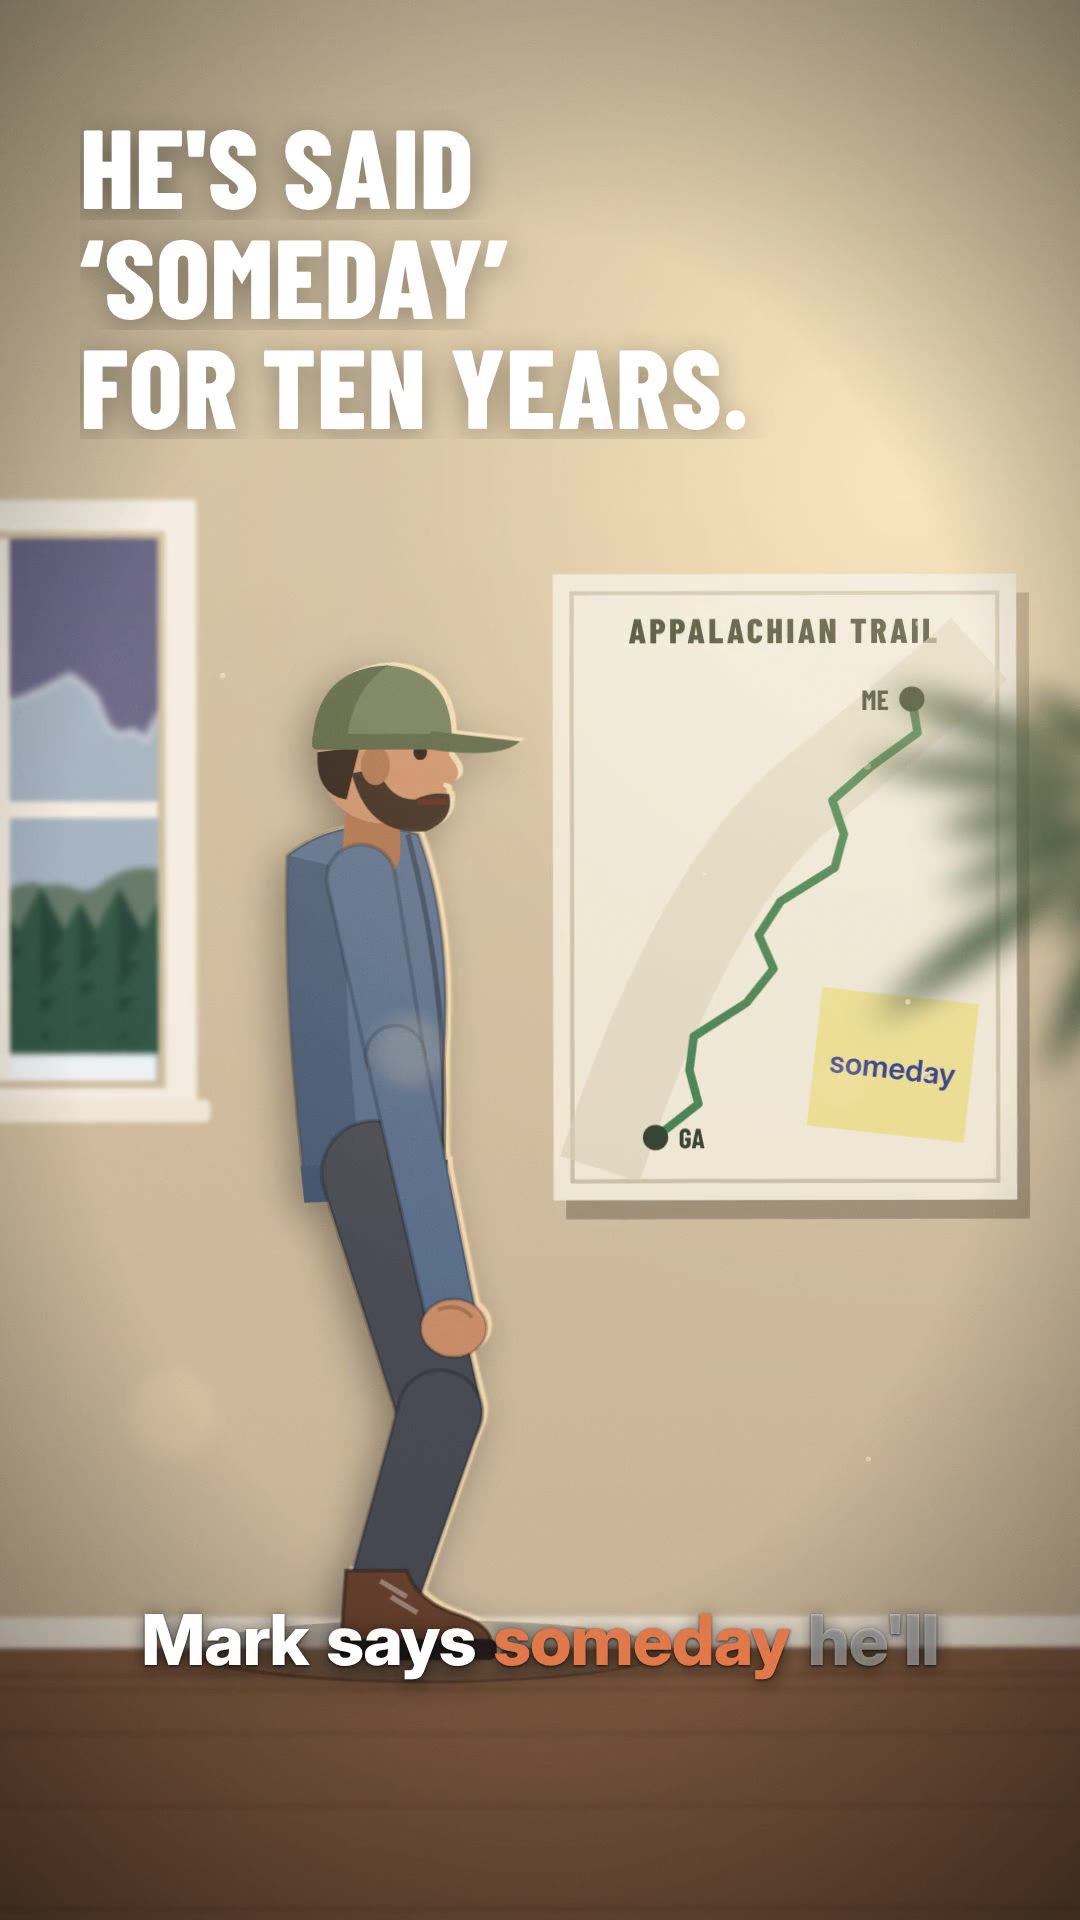 HE'S SAID
‘SOMEDAY’
FOR TEN YEARS.
APPALACHIAN TRAIL
ME
someday
GA
Mark says someday he'll